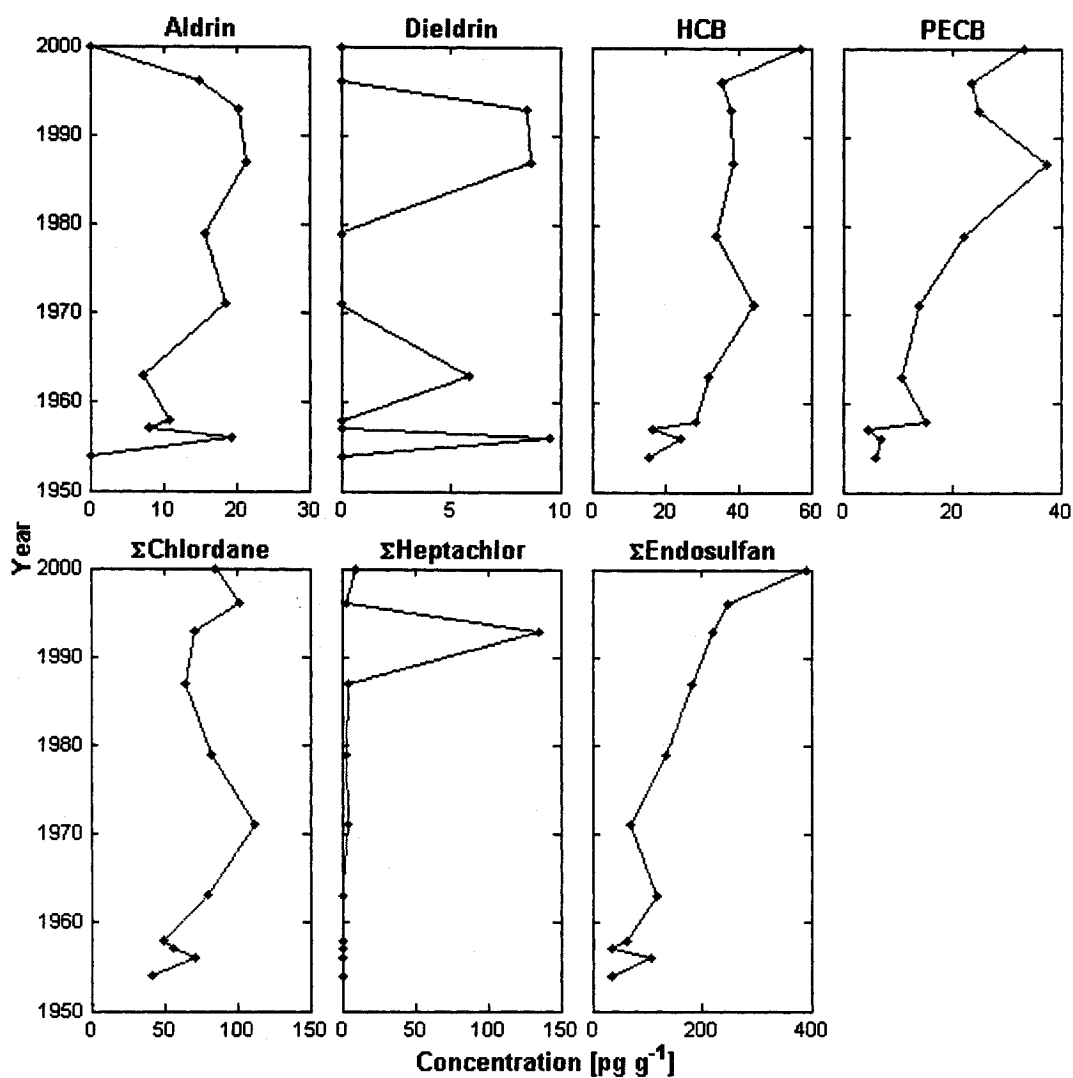 Aldrin Dieldrin HCB PECB
2000
1990
1980
1970
1960
1950
0 10 20 30 0 5 10 0 20 40 60 0 20 40
Year
ΣChlordane ΣHeptachlor ΣEndosulfan
2000
1990
1980
1970
1960
1950
0 50 100 150 0 50 100 150 0 200 400
Concentration [pg g⁻¹]